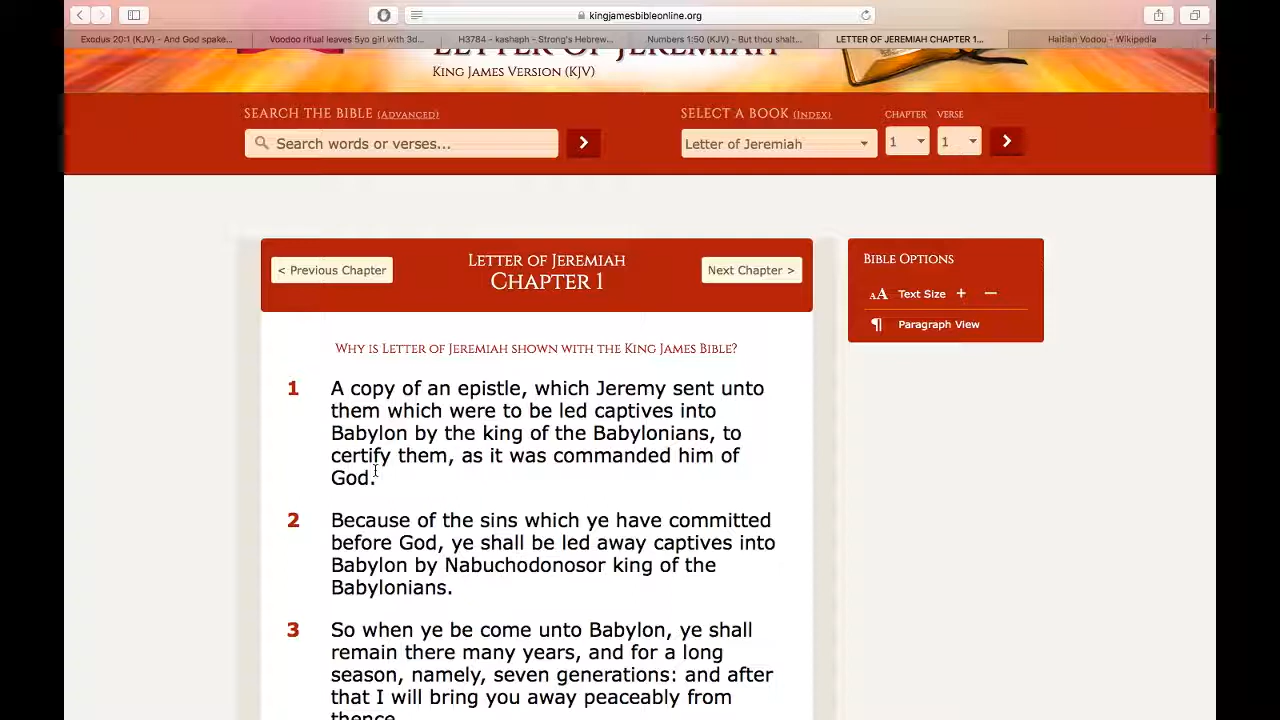 kingjamesbibleonline.org
Exodus 20:1 (KJV) - And God spake...
Voodoo ritual leaves 5yo girl with 3d...
H3784 - kashaph - Strong's Hebrew...
Numbers 1:50 (KJV) - But thou shalt...
LETTER OF JEREMIAH CHAPTER 1...
Haitian Vodou - Wikipedia
LETTER OF JEREMIAH
KING JAMES VERSION (KJV)
SEARCH THE BIBLE (ADVANCED)
SELECT A BOOK (INDEX)
CHAPTER
VERSE
Search words or verses...
Letter of Jeremiah
1
1
< Previous Chapter
LETTER OF JEREMIAH
CHAPTER 1
Next Chapter >
BIBLE OPTIONS
AA Text Size + −
¶ Paragraph View
WHY IS LETTER OF JEREMIAH SHOWN WITH THE KING JAMES BIBLE?
1 A copy of an epistle, which Jeremy sent unto
them which were to be led captives into
Babylon by the king of the Babylonians, to
certify them, as it was commanded him of
God.
2 Because of the sins which ye have committed
before God, ye shall be led away captives into
Babylon by Nabuchodonosor king of the
Babylonians.
3 So when ye be come unto Babylon, ye shall
remain there many years, and for a long
season, namely, seven generations: and after
that I will bring you away peaceably from
thence.